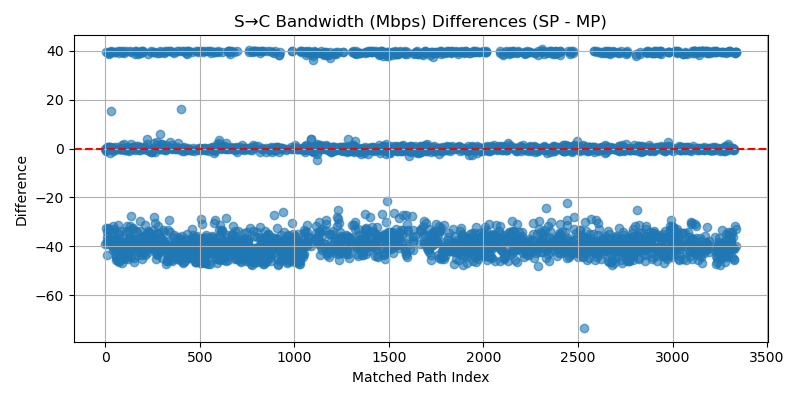 S→C Bandwidth (Mbps) Differences (SP - MP)
Difference
40
20
0
−20
−40
−60
0 500 1000 1500 2000 2500 3000 3500
Matched Path Index